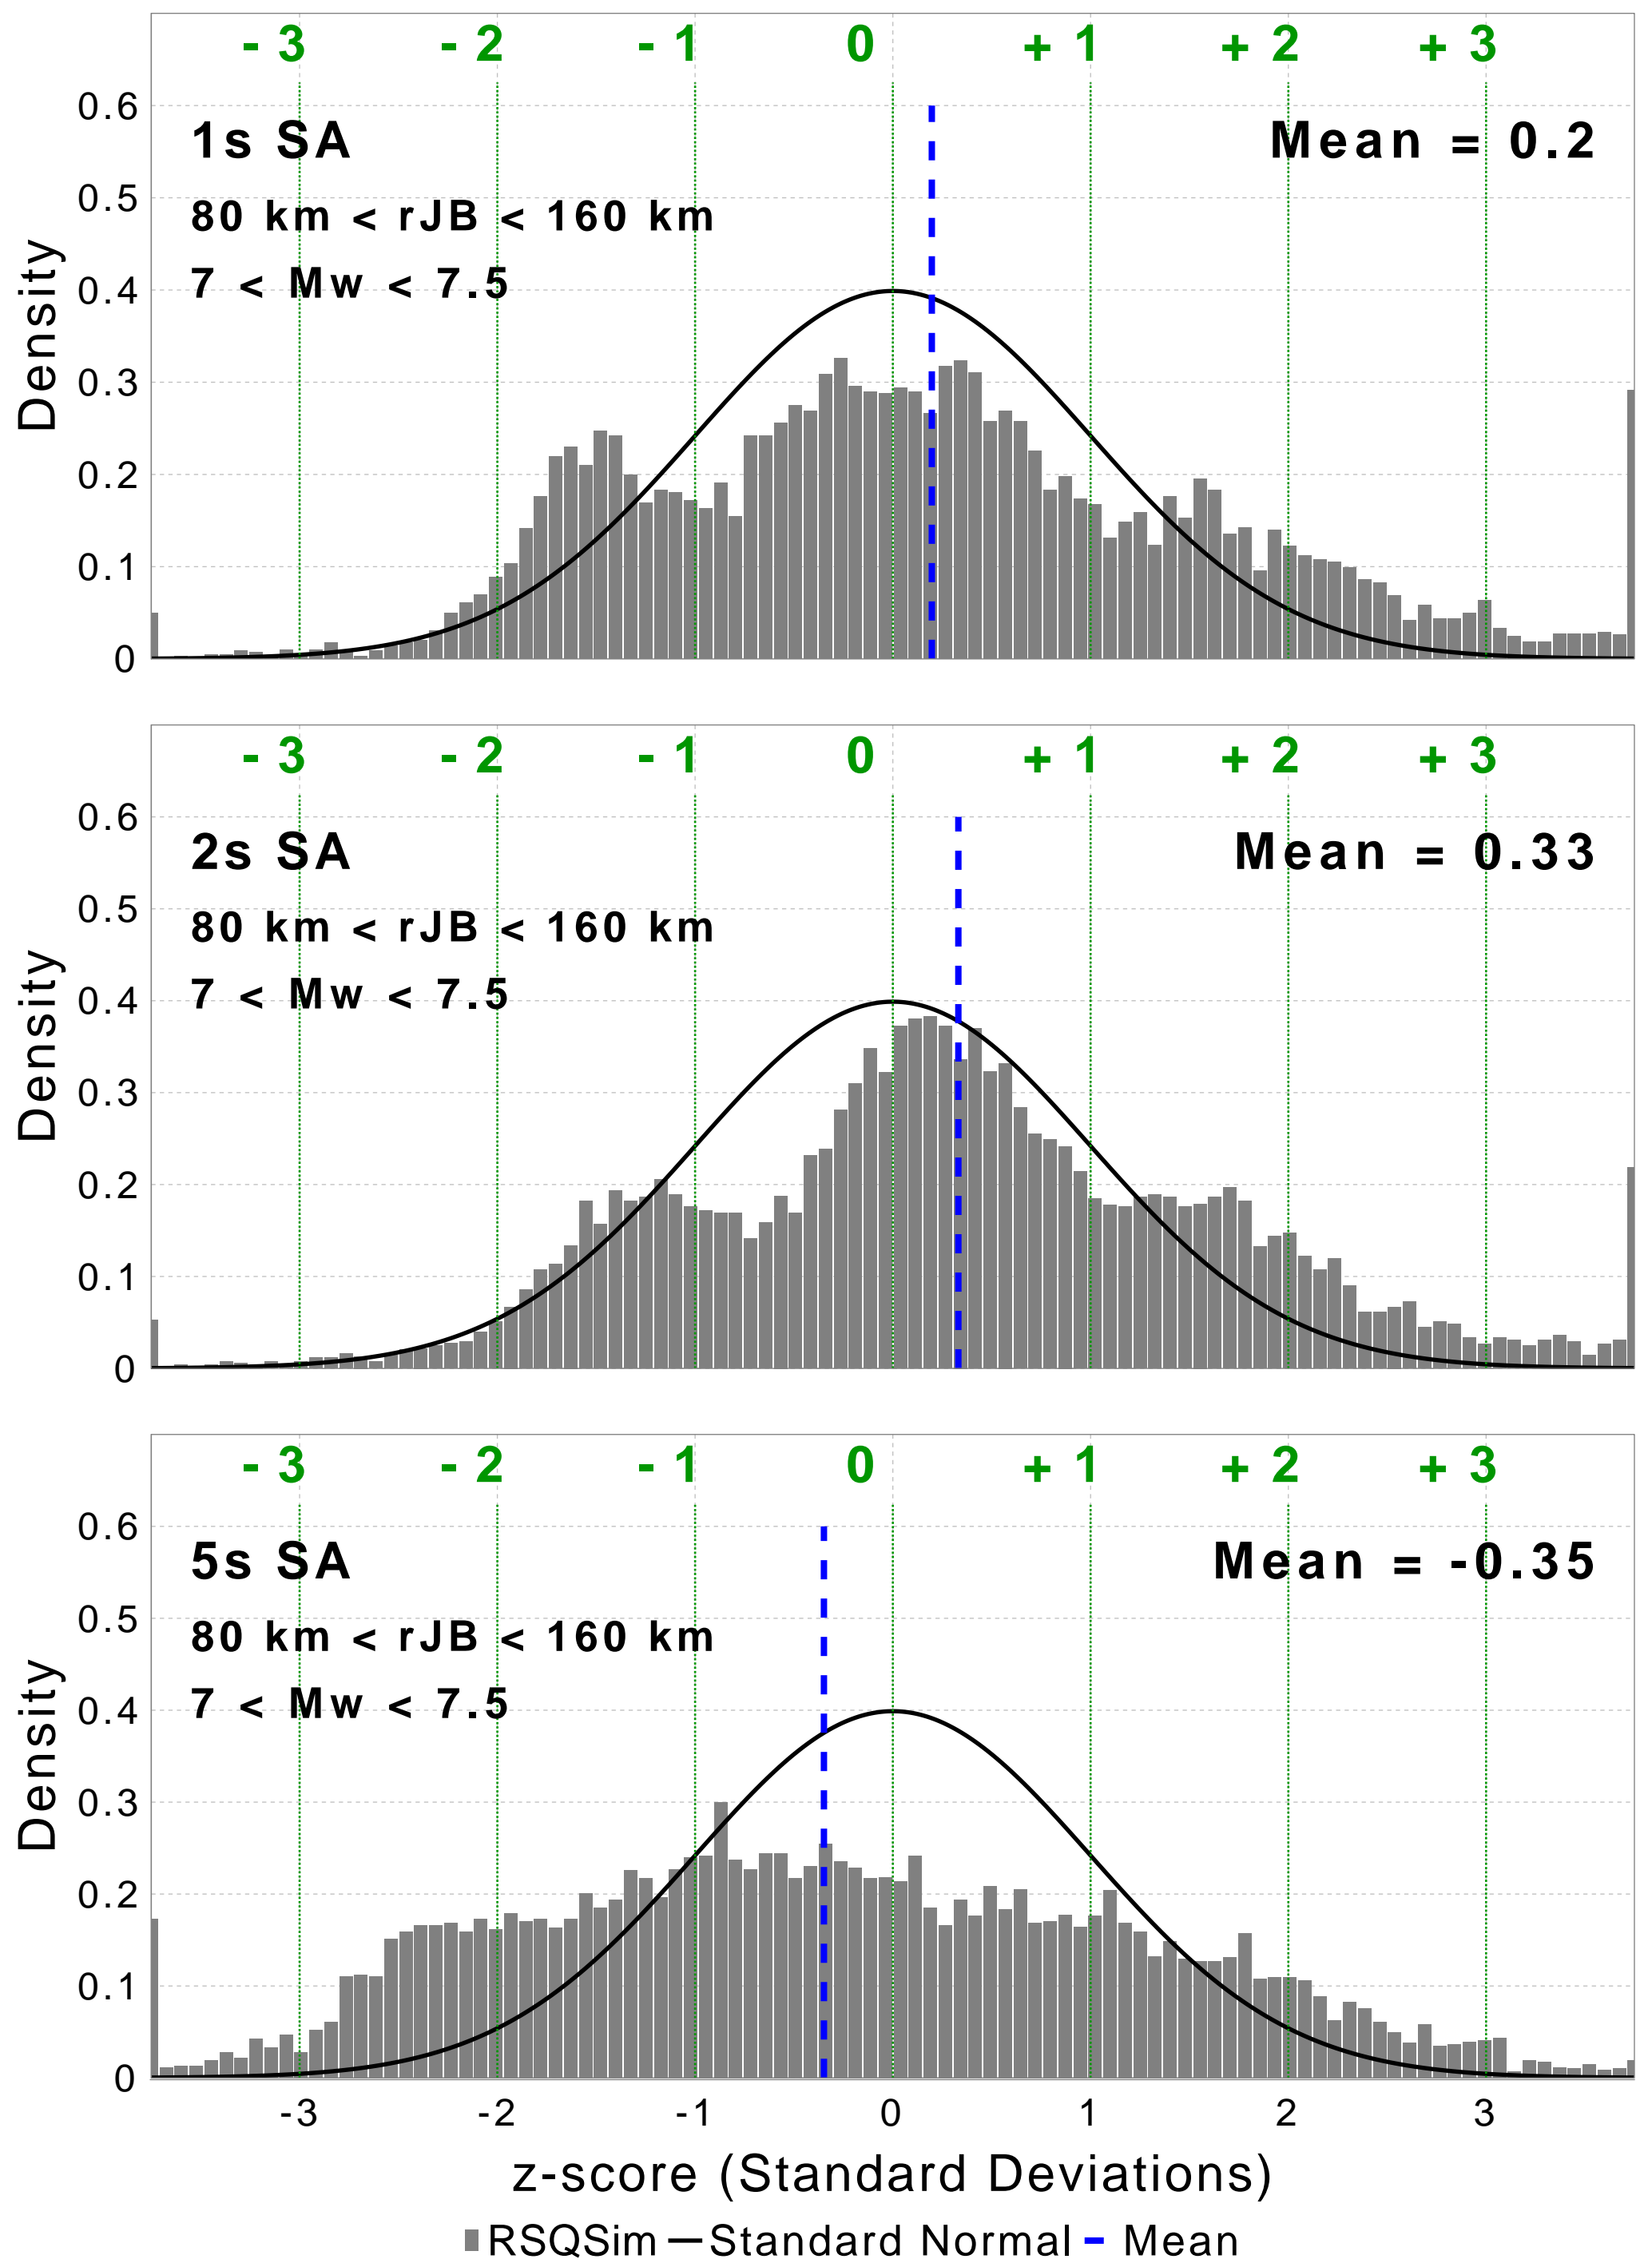 - 3 - 2 - 1 0 + 1 + 2 + 3
0.6
1s SA Mean = 0.2
0.5
80 km < rJB < 160 km
7 < Mw < 7.5
0.4
Density
0.3
0.2
0.1
0
- 3 - 2 - 1 0 + 1 + 2 + 3
0.6
2s SA Mean = 0.33
0.5
80 km < rJB < 160 km
7 < Mw < 7.5
0.4
Density
0.3
0.2
0.1
0
- 3 - 2 - 1 0 + 1 + 2 + 3
0.6
5s SA Mean = -0.35
0.5
80 km < rJB < 160 km
7 < Mw < 7.5
0.4
Density
0.3
0.2
0.1
0
-3 -2 -1 0 1 2 3
z-score (Standard Deviations)
RSQSim Standard Normal Mean